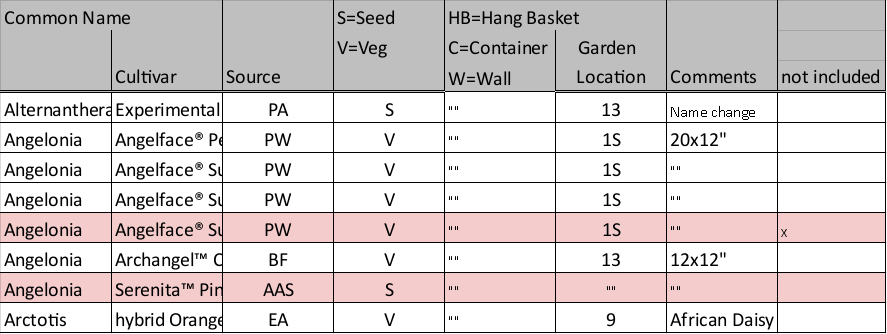 Common Name S=Seed HB=Hang Basket
V=Veg C=Container Garden
Cultivar Source W=Wall Location Comments not included
Alternanthera Experimental PA S "" 13 Name change
Angelonia Angelface® Pe PW V "" 1S 20x12"
Angelonia Angelface® Su PW V "" 1S ""
Angelonia Angelface® Su PW V "" 1S ""
Angelonia Angelface® Su PW V "" 1S "" x
Angelonia Archangel™ C BF V "" 13 12x12"
Angelonia Serenita™ Pin AAS S "" "" ""
Arctotis hybrid Orange EA V "" 9 African Daisy